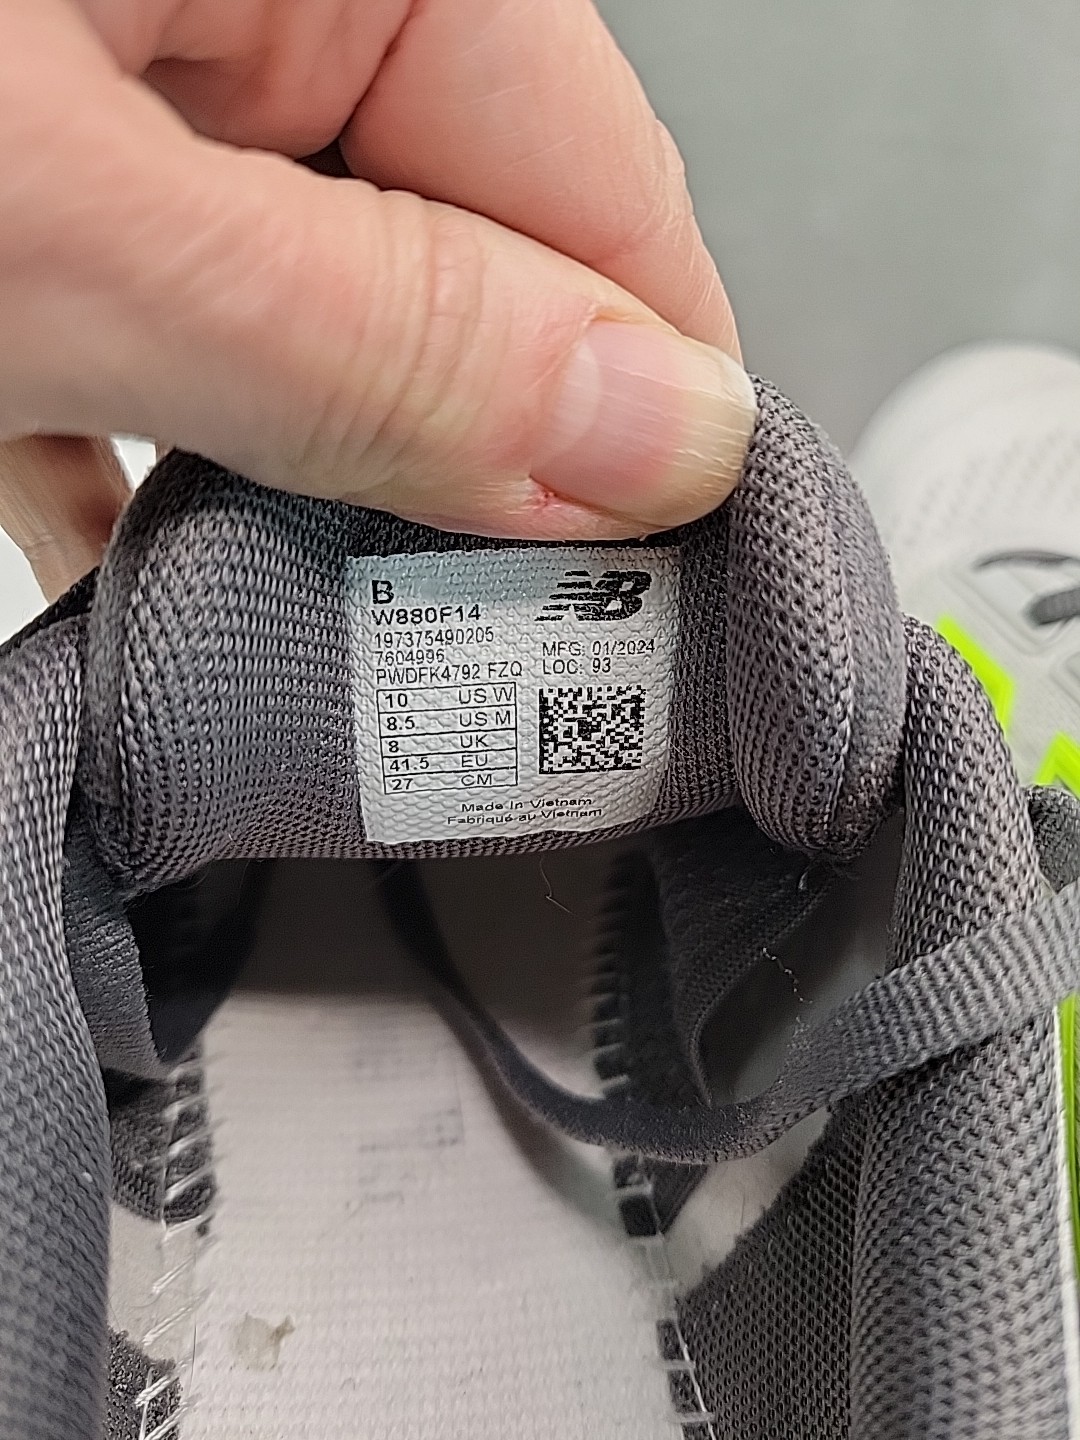 B
W880F14
197375490205
7604996
PWDFK4792 FZQ
NB
MFG: 01/2024
LOC: 93
10 US W
8.5 US M
8 UK
41.5 EU
27 CM
Made In Vietnam
Fabriqué au Vietnam